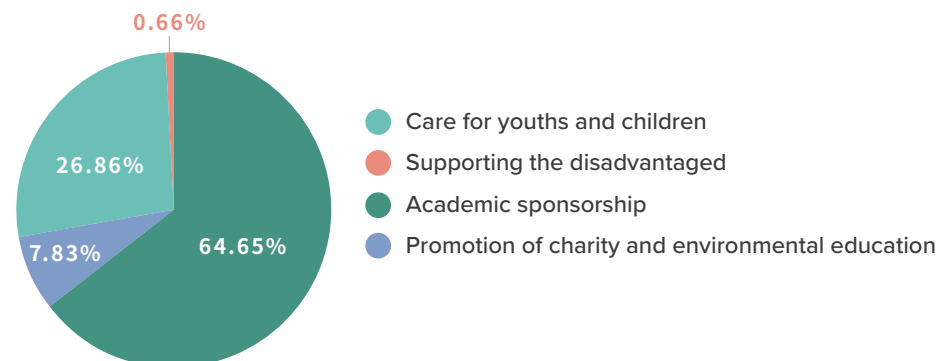 0.66%
26.86%
7.83%
64.65%
Care for youths and children
Supporting the disadvantaged
Academic sponsorship
Promotion of charity and environmental education